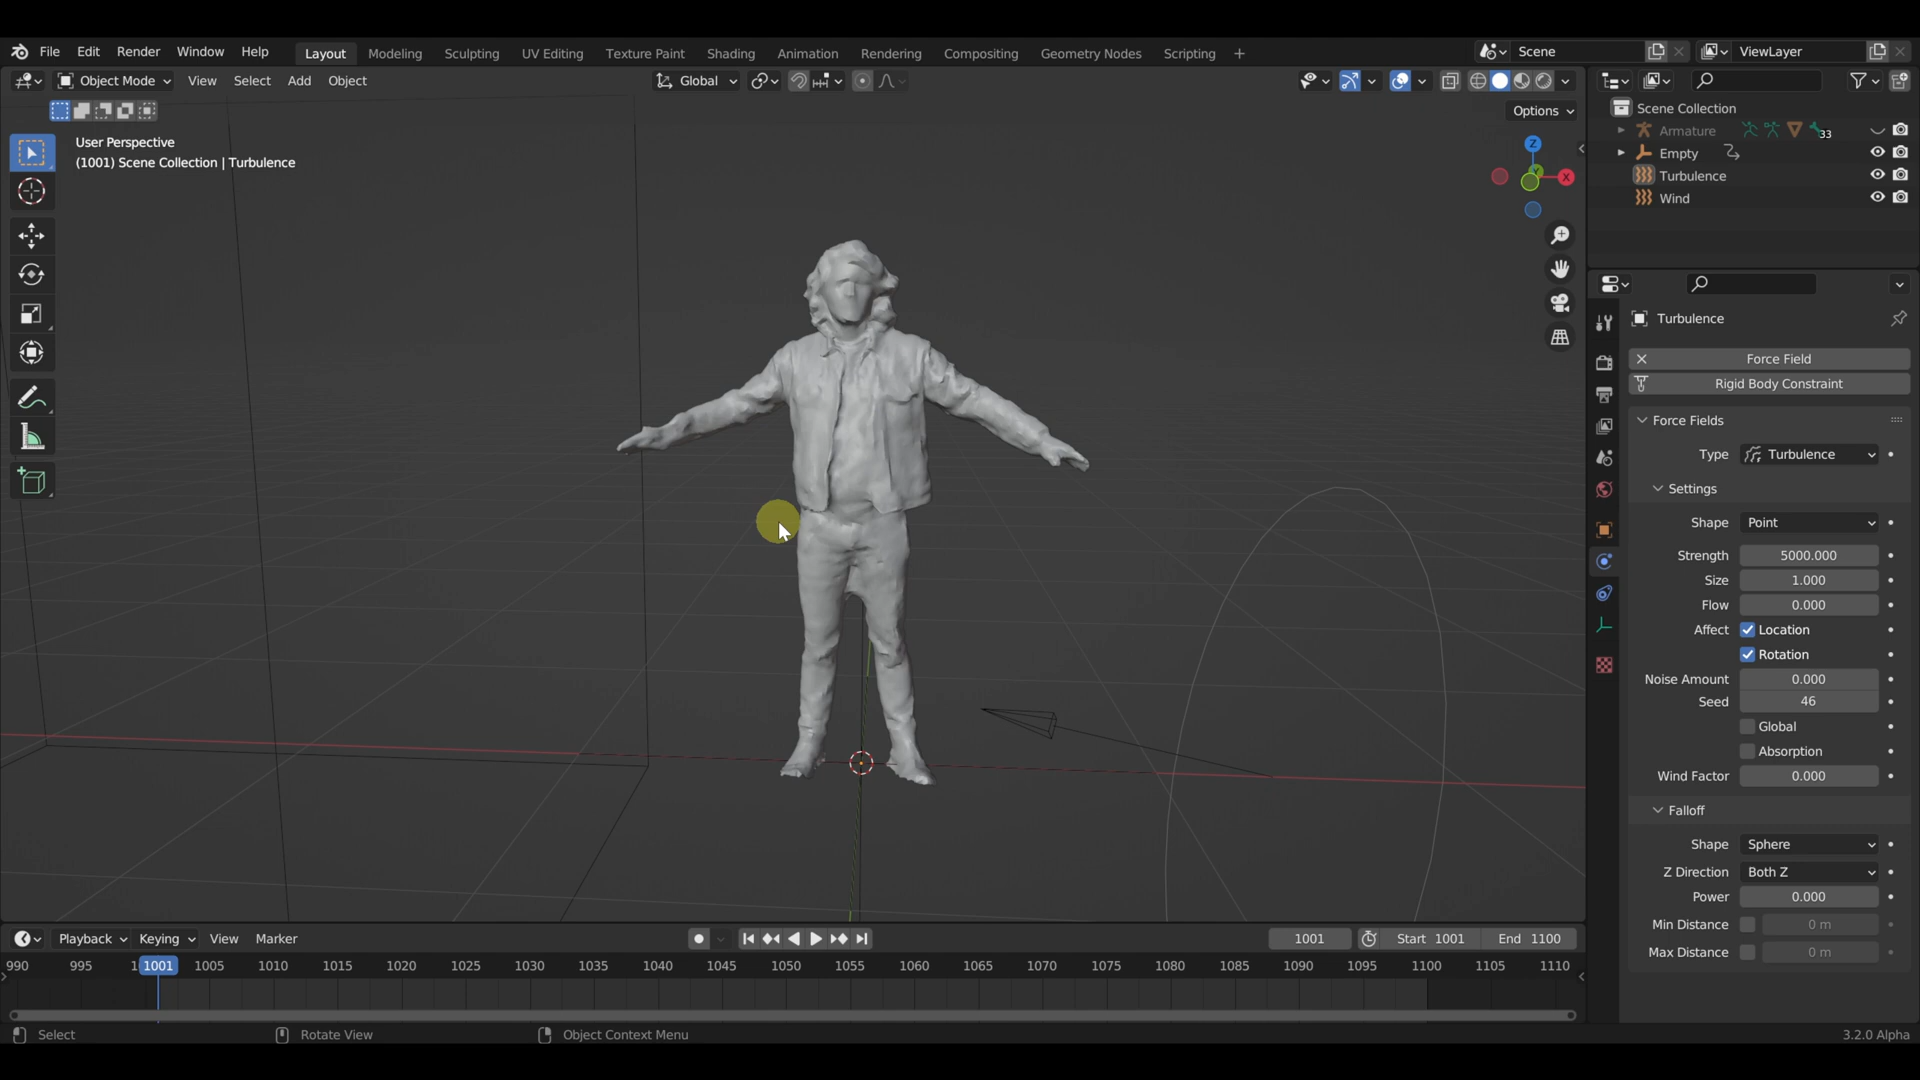 File Edit Render Window Help Layout Modeling Sculpting UV Editing Texture Paint Shading Animation Rendering Compositing Geometry Nodes Scripting + Scene ViewLayer
Object Mode View Select Add Object Global
Options
User Perspective
(1001) Scene Collection | Turbulence
Z
X
Scene Collection
Armature 33
Empty
Turbulence
Wind
Turbulence
Force Field
Rigid Body Constraint
Force Fields
Type Turbulence
Settings
Shape Point
Strength 5000.000
Size 1.000
Flow 0.000
Affect Location
Rotation
Noise Amount 0.000
Seed 46
Global
Absorption
Wind Factor 0.000
Falloff
Shape Sphere
Z Direction Both Z
Power 0.000
Min Distance 0 m
Max Distance 0 m
Playback Keying View Marker 1001 Start 1001 End 1100
990 995 1 1001 1005 1010 1015 1020 1025 1030 1035 1040 1045 1050 1055 1060 1065 1070 1075 1080 1085 1090 1095 1100 1105 1110
Select Rotate View Object Context Menu 3.2.0 Alpha